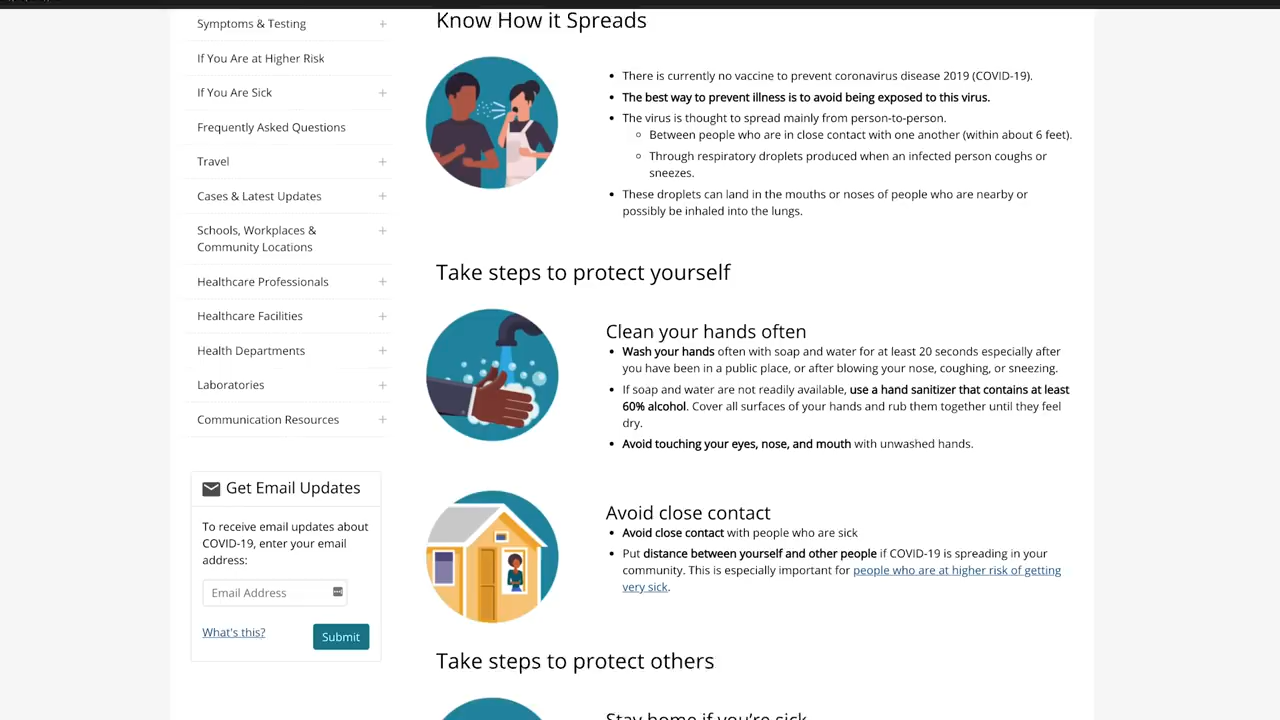 Symptoms & Testing
If You Are at Higher Risk
If You Are Sick
Frequently Asked Questions
Travel
Cases & Latest Updates
Schools, Workplaces &
Community Locations
Healthcare Professionals
Healthcare Facilities
Health Departments
Laboratories
Communication Resources
Get Email Updates
To receive email updates about
COVID-19, enter your email
address:
Email Address
What's this?
Submit
Know How it Spreads
There is currently no vaccine to prevent coronavirus disease 2019 (COVID-19).
The best way to prevent illness is to avoid being exposed to this virus.
The virus is thought to spread mainly from person-to-person.
Between people who are in close contact with one another (within about 6 feet).
Through respiratory droplets produced when an infected person coughs or
sneezes.
These droplets can land in the mouths or noses of people who are nearby or
possibly be inhaled into the lungs.
Take steps to protect yourself
Clean your hands often
Wash your hands often with soap and water for at least 20 seconds especially after
you have been in a public place, or after blowing your nose, coughing, or sneezing.
If soap and water are not readily available, use a hand sanitizer that contains at least
60% alcohol. Cover all surfaces of your hands and rub them together until they feel
dry.
Avoid touching your eyes, nose, and mouth with unwashed hands.
Avoid close contact
Avoid close contact with people who are sick
Put distance between yourself and other people if COVID-19 is spreading in your
community. This is especially important for people who are at higher risk of getting
very sick.
Take steps to protect others
Stay home if you're sick